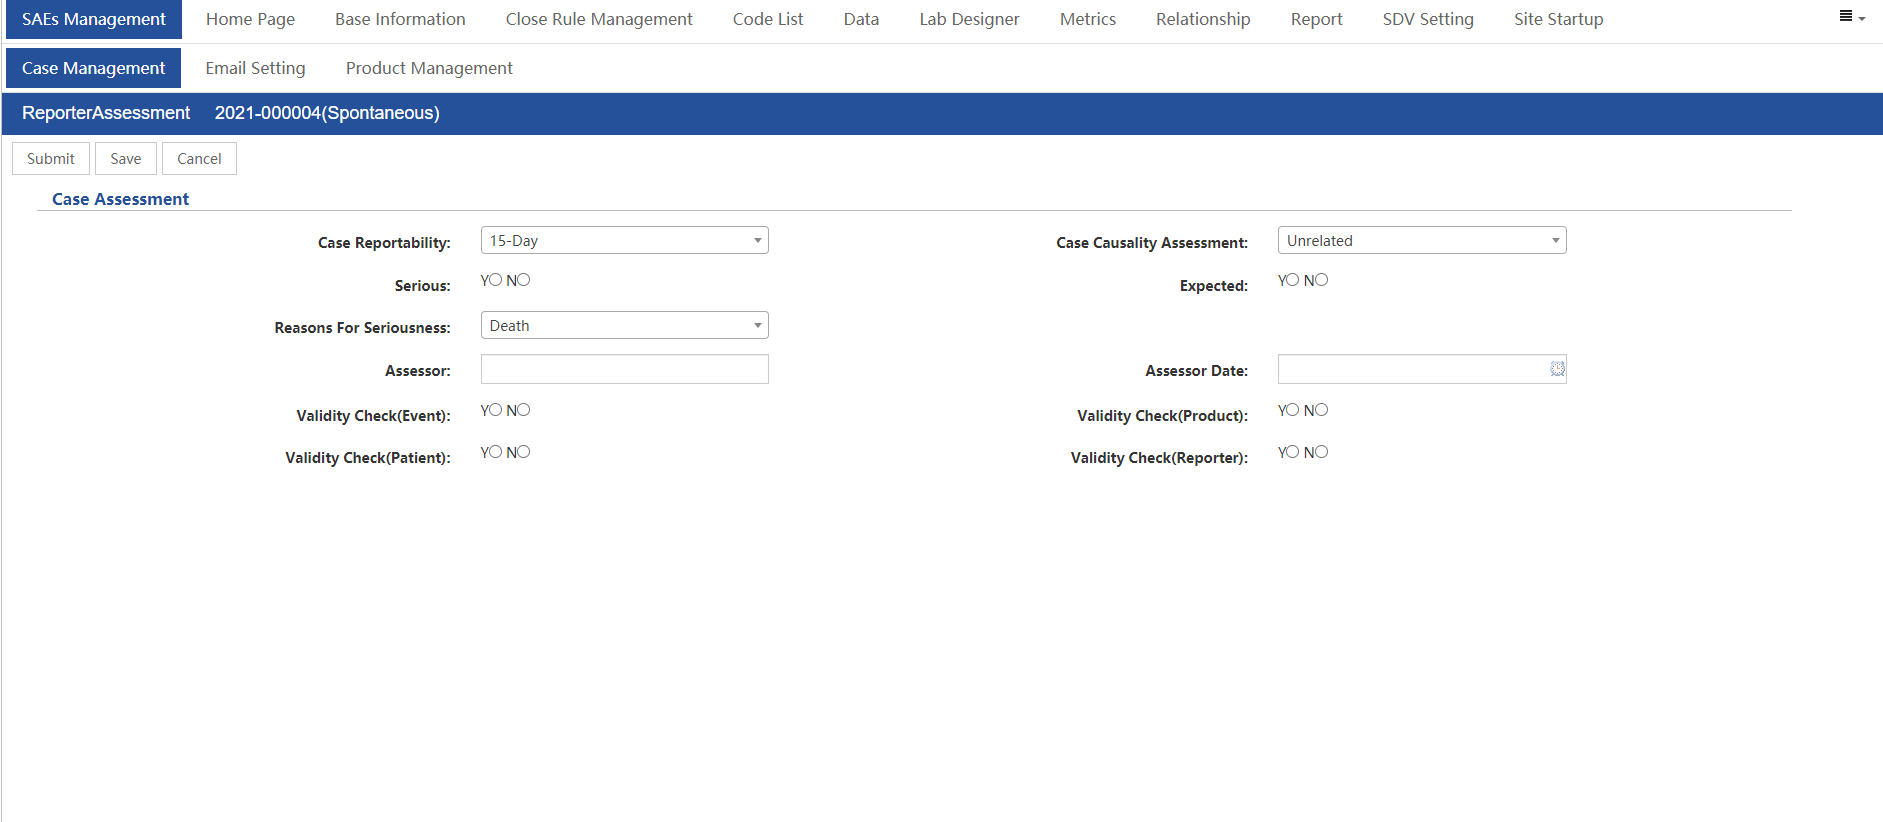 SAEs Management Home Page Base Information Close Rule Management Code List Data Lab Designer Metrics Relationship Report SDV Setting Site Startup
Case Management Email Setting Product Management
ReporterAssessment 2021-000004(Spontaneous)
Submit Save Cancel
Case Assessment
Case Reportability: 15-Day Case Causality Assessment: Unrelated
Serious: Y N Expected: Y N
Reasons For Seriousness: Death
Assessor: Assessor Date:
Validity Check(Event): Y N Validity Check(Product): Y N
Validity Check(Patient): Y N Validity Check(Reporter): Y N